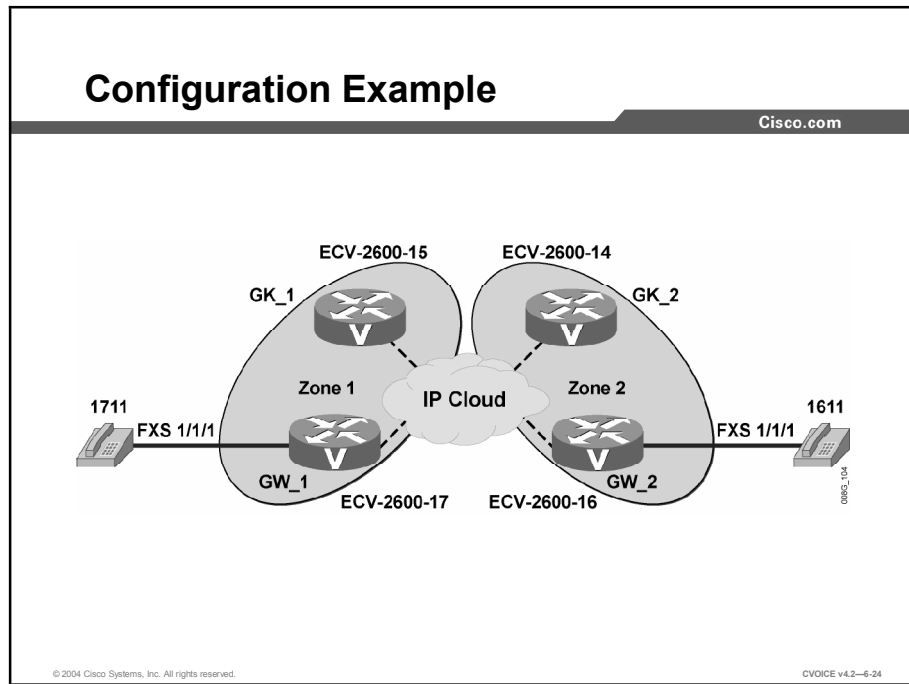 Configuration Example
Cisco.com
ECV-2600-15
ECV-2600-14
GK_1
GK_2
V
V
Zone 1
IP Cloud
Zone 2
1711
1611
FXS 1/1/1
FXS 1/1/1
V
V
GW_1
GW_2
ECV-2600-17
ECV-2600-16
008G_104
© 2004 Cisco Systems, Inc. All rights reserved.
CVOICE v4.2—6-24